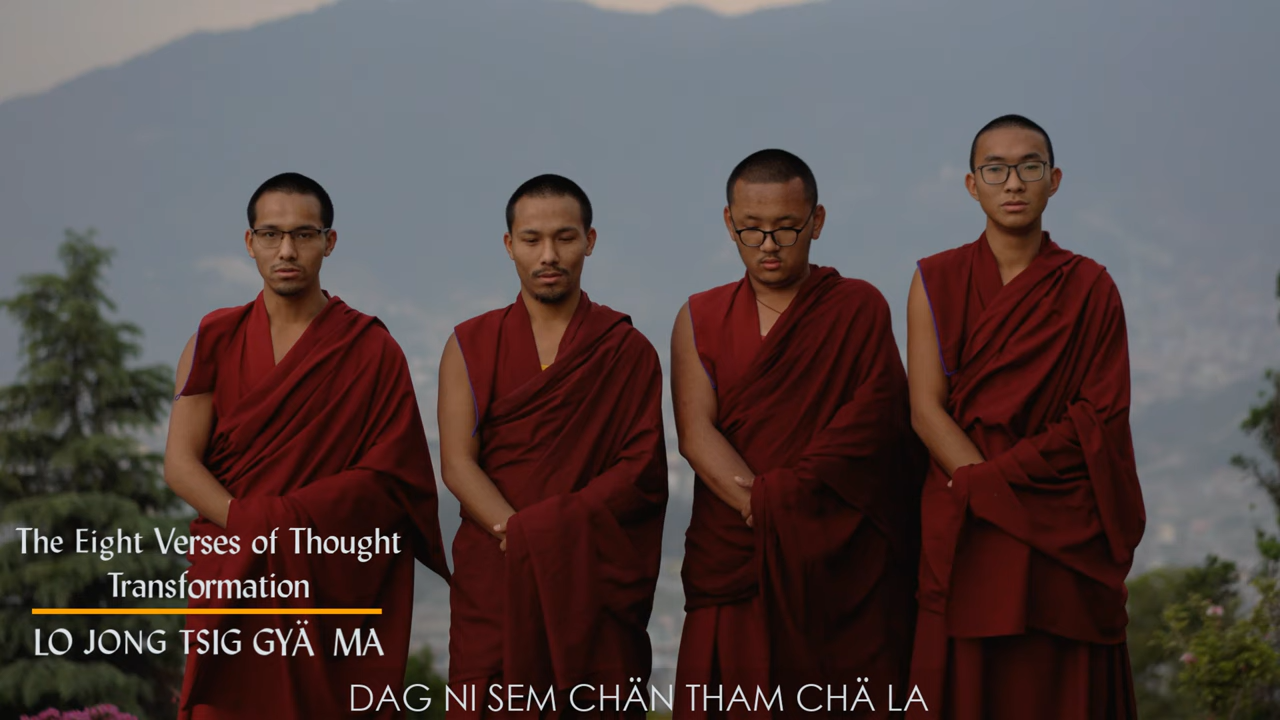 The Eight Verses of Thought
Transformation
LO JONG TSIG GYÄ MA
DAG NI SEM CHÄN THAM CHÄ LA